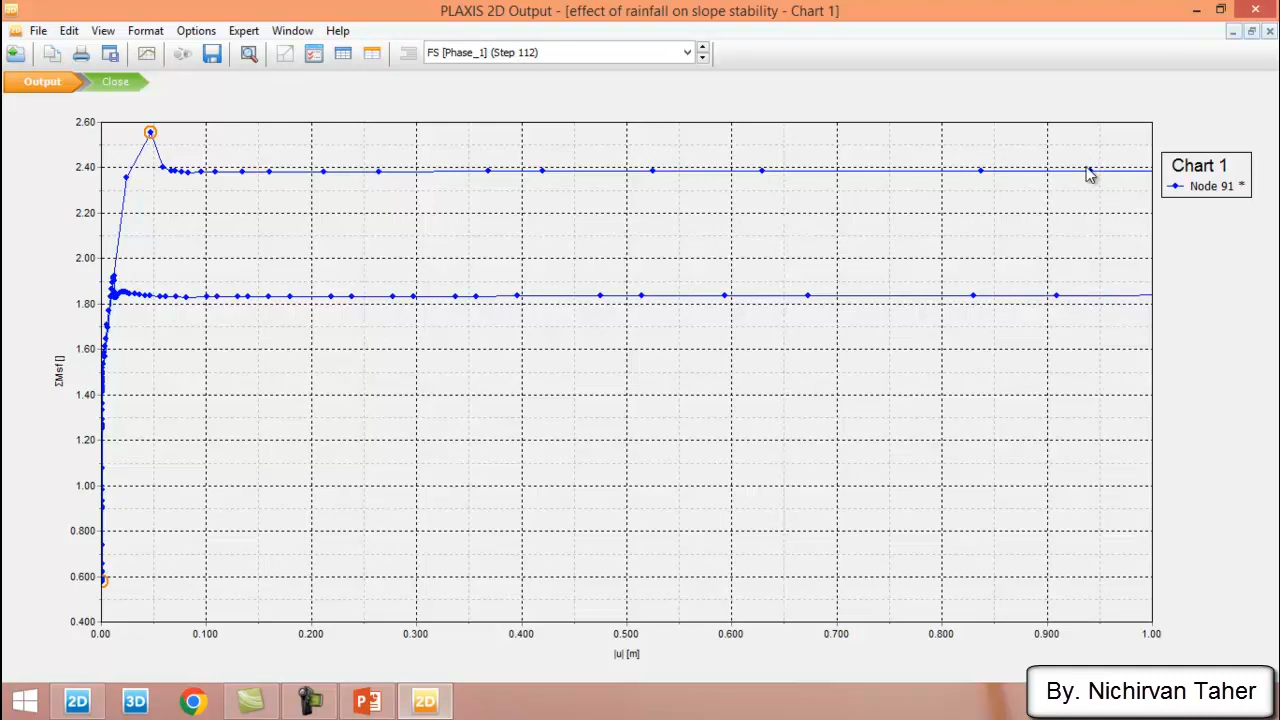 2D
PLAXIS 2D Output - [effect of rainfall on slope stability - Chart 1]
File Edit View Format Options Expert Window Help
FS [Phase_1] (Step 112)
Output Close
2.60
2.40
2.20
2.00
1.80
1.60
1.40
1.20
1.00
0.800
0.600
0.400
ΣMsf []
0.00 0.100 0.200 0.300 0.400 0.500 0.600 0.700 0.800 0.900 1.00
|u| [m]
Chart 1
Node 91 *
2D 3D P 2D
By. Nichirvan Taher